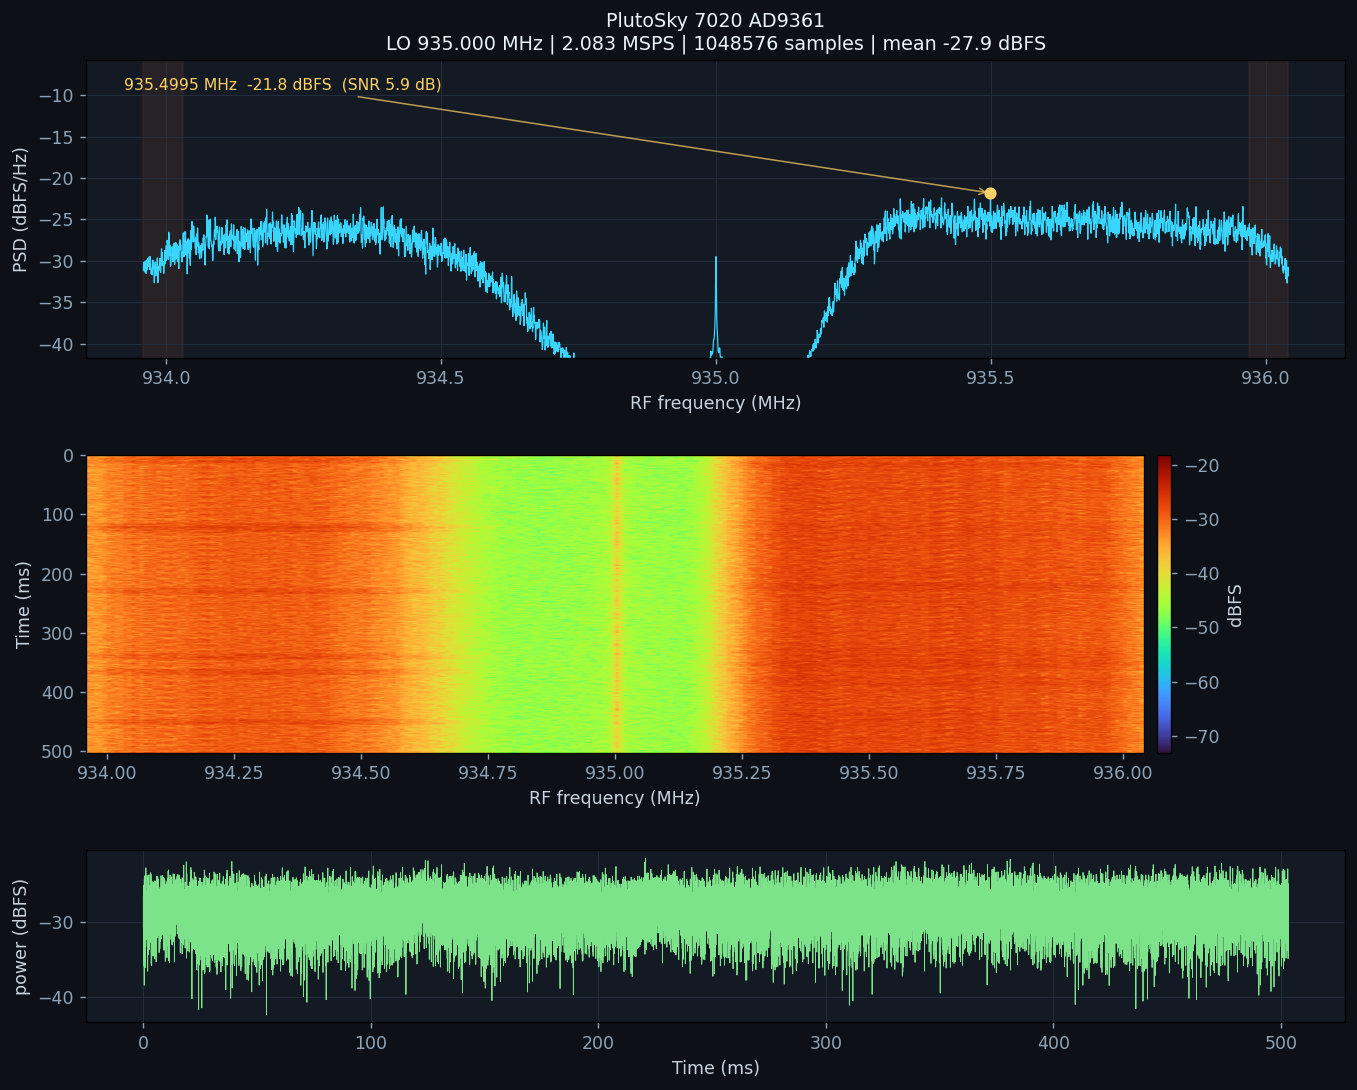 PlutoSky 7020 AD9361
LO 935.000 MHz | 2.083 MSPS | 1048576 samples | mean -27.9 dBFS
935.4995 MHz  -21.8 dBFS  (SNR 5.9 dB)
PSD (dBFS/Hz)
−10
−15
−20
−25
−30
−35
−40
934.0 934.5 935.0 935.5 936.0
RF frequency (MHz)
Time (ms)
0
100
200
300
400
500
934.00 934.25 934.50 934.75 935.00 935.25 935.50 935.75 936.00
RF frequency (MHz)
−20
−30
−40
−50
−60
−70
dBFS
power (dBFS)
−30
−40
0 100 200 300 400 500
Time (ms)